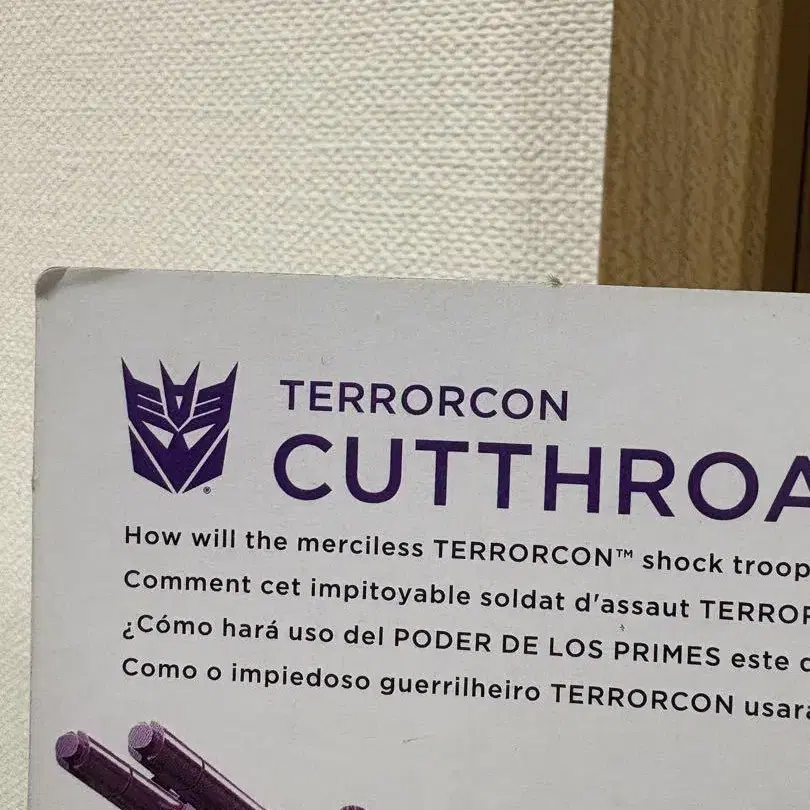 TERRORCON
CUTTHROA
How will the merciless TERRORCON™ shock troop
Comment cet impitoyable soldat d'assaut TERROR
¿Cómo hará uso del PODER DE LOS PRIMES este
Como o impiedoso guerrilheiro TERRORCON usará